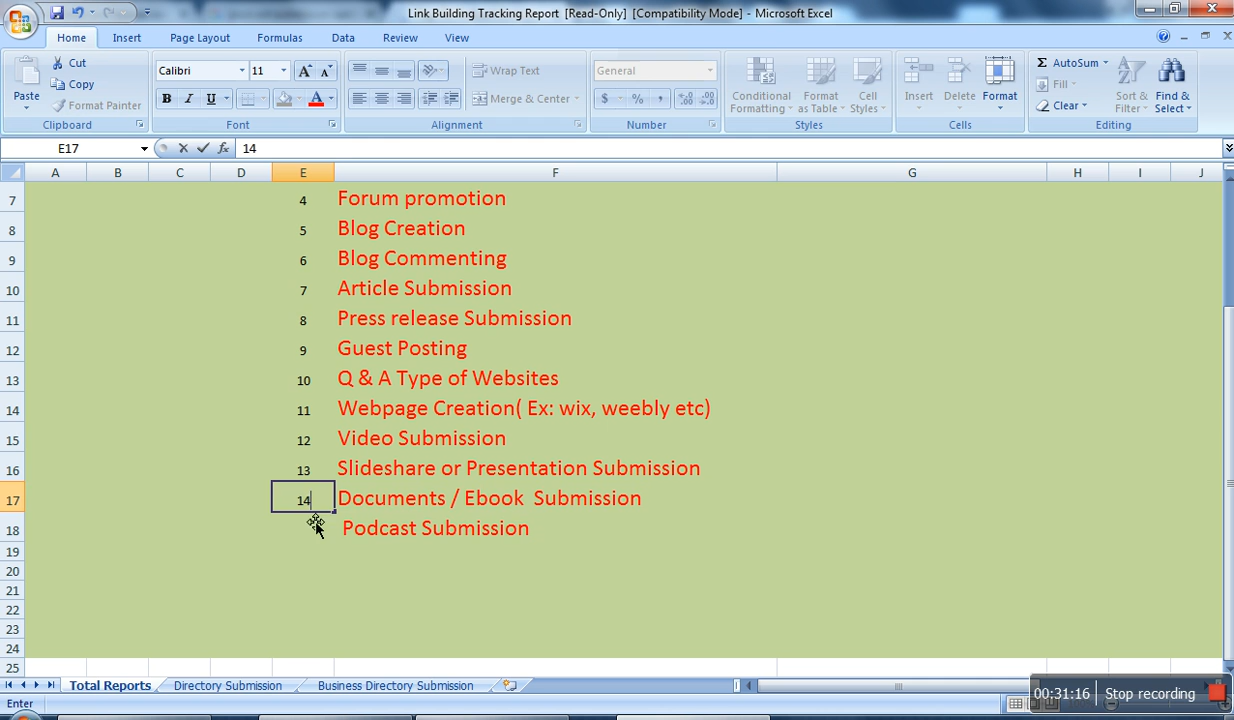 Link Building Tracking Report [Read-Only] [Compatibility Mode] - Microsoft Excel
Home Insert Page Layout Formulas Data Review View
Paste Cut Copy Format Painter Clipboard
Calibri 11 A A B I U A Font
Wrap Text Merge & Center Alignment
General $ % , Number
Conditional Formatting Format as Table Cell Styles Styles
Insert Delete Format Cells
Σ AutoSum Fill Clear Sort & Filter Find & Select Editing
E17 fx 14
A B C D E F G H I J
7 4 Forum promotion
8 5 Blog Creation
9 6 Blog Commenting
10 7 Article Submission
11 8 Press release Submission
12 9 Guest Posting
13 10 Q & A Type of Websites
14 11 Webpage Creation( Ex: wix, weebly etc)
15 12 Video Submission
16 13 Slideshare or Presentation Submission
17 14 Documents / Ebook  Submission
18 Podcast Submission
19
20
21
22
23
24
25
Total Reports Directory Submission Business Directory Submission
Enter
00:31:16 Stop recording